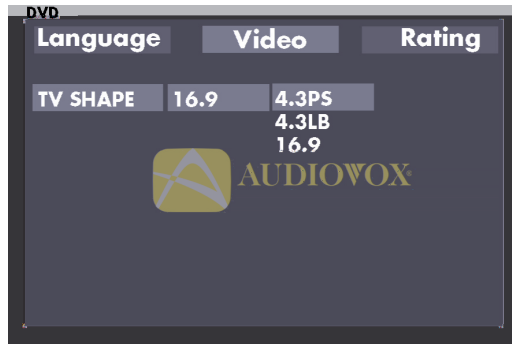 DVD
Language Video Rating
TV SHAPE 16.9 4.3PS
4.3LB
16.9
AUDIOVOX